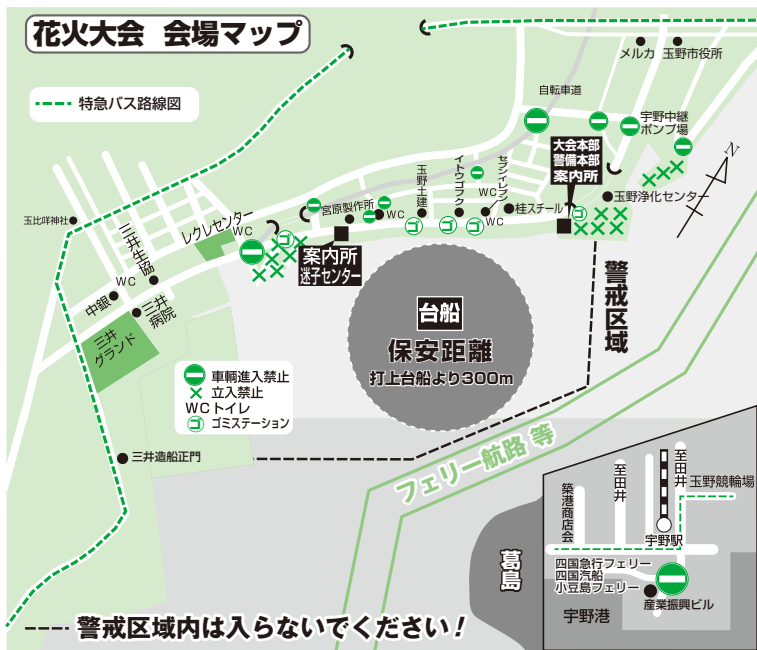 花火大会 会場マップ
特急バス路線図
メルカ
玉野市役所
自転車道
宇野中継
ポンプ場
大会本部
警備本部
案内所
N
玉野浄化センター
セブンイレブン
イトウゴフク
玉野土建
WC
WC
桂スチール
宮原製作所
WC
ゴ
ゴ
ゴ
ゴ
ゴ
玉比咩神社
レクレセンター
WC
案内所
迷子センター
三井生協
WC
中銀
三井
病院
三井
グランド
台船
保安距離
打上台船より300m
警戒区域
車輌進入禁止
立入禁止
WC トイレ
ゴ ゴミステーション
三井造船正門
フェリー航路 等
至田井
至田井
玉野競輪場
築港商店会
宇野駅
四国急行フェリー
四国汽船
小豆島フェリー
産業振興ビル
宇野港
葛島
警戒区域内は入らないでください!